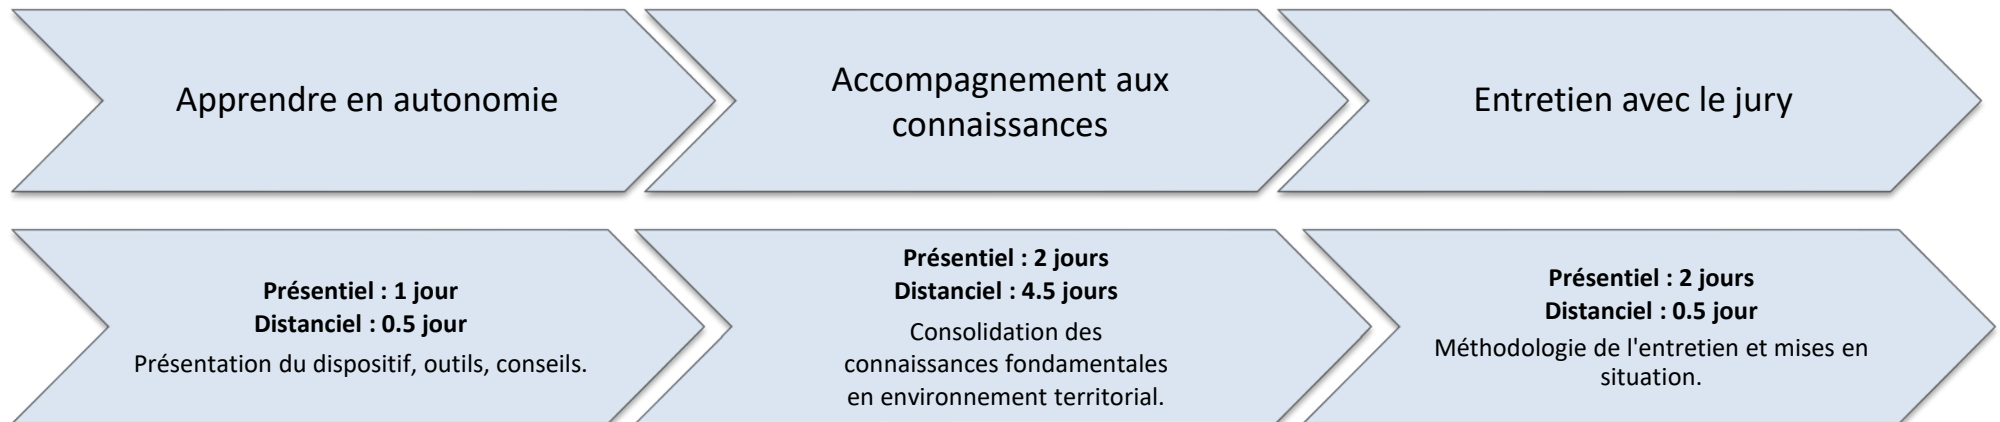 Apprendre en autonomie
Accompagnement aux
connaissances
Entretien avec le jury
Présentiel : 1 jour
Distanciel : 0.5 jour
Présentation du dispositif, outils, conseils.
Présentiel : 2 jours
Distanciel : 4.5 jours
Consolidation des
connaissances fondamentales
en environnement territorial.
Présentiel : 2 jours
Distanciel : 0.5 jour
Méthodologie de l'entretien et mises en
situation.